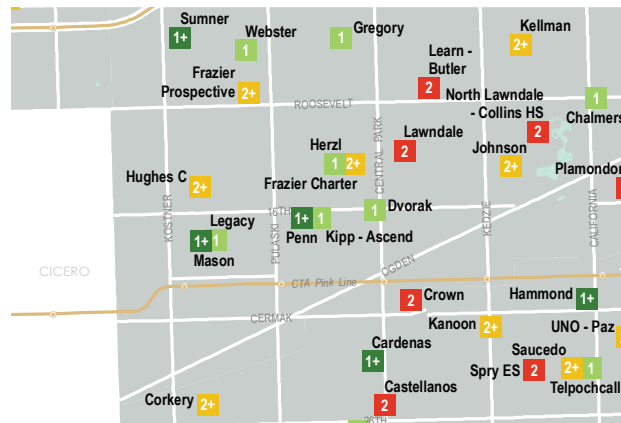 Sumner
1+
Webster
1
Gregory
1
Kellman
2+
Learn -
Butler
2
Frazier
Prospective
2+
ROOSEVELT
North Lawndale
- Collins HS
2
1
Chalmers
Lawndale
2
Herzl
1 2+
Frazier Charter
CENTRAL PARK
Johnson
2+
Plamondon
Hughes C
2+
KOSTNER
16TH
1
Dvorak
Legacy
1+ 1
Mason
PULASKI
1+ 1
Penn
Kipp - Ascend
KEDZIE
CALIFORNIA
OGDEN
CICERO
CTA Pink Line
Crown
2
Hammond
1+
CERMAK
Kanoon
2+
UNO - Paz
Cardenas
1+
Saucedo
Spry ES
2
2+ 1
Telpochcall
Castellanos
2
Corkery
2+
26TH